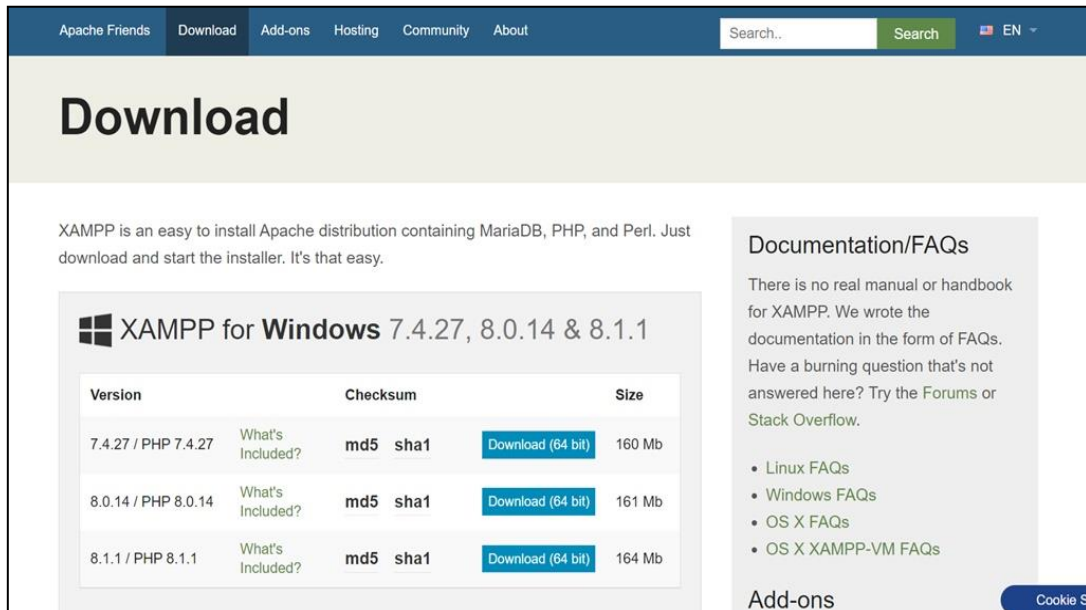 Apache Friends Download Add-ons Hosting Community About Search.. Search EN
Download
XAMPP is an easy to install Apache distribution containing MariaDB, PHP, and Perl. Just
download and start the installer. It's that easy.
XAMPP for Windows 7.4.27, 8.0.14 & 8.1.1
Version Checksum Size
7.4.27 / PHP 7.4.27 What's Included? md5 sha1 Download (64 bit) 160 Mb
8.0.14 / PHP 8.0.14 What's Included? md5 sha1 Download (64 bit) 161 Mb
8.1.1 / PHP 8.1.1 What's Included? md5 sha1 Download (64 bit) 164 Mb
Documentation/FAQs
There is no real manual or handbook
for XAMPP. We wrote the
documentation in the form of FAQs.
Have a burning question that's not
answered here? Try the Forums or
Stack Overflow.
Linux FAQs
Windows FAQs
OS X FAQs
OS X XAMPP-VM FAQs
Add-ons
Cookie S